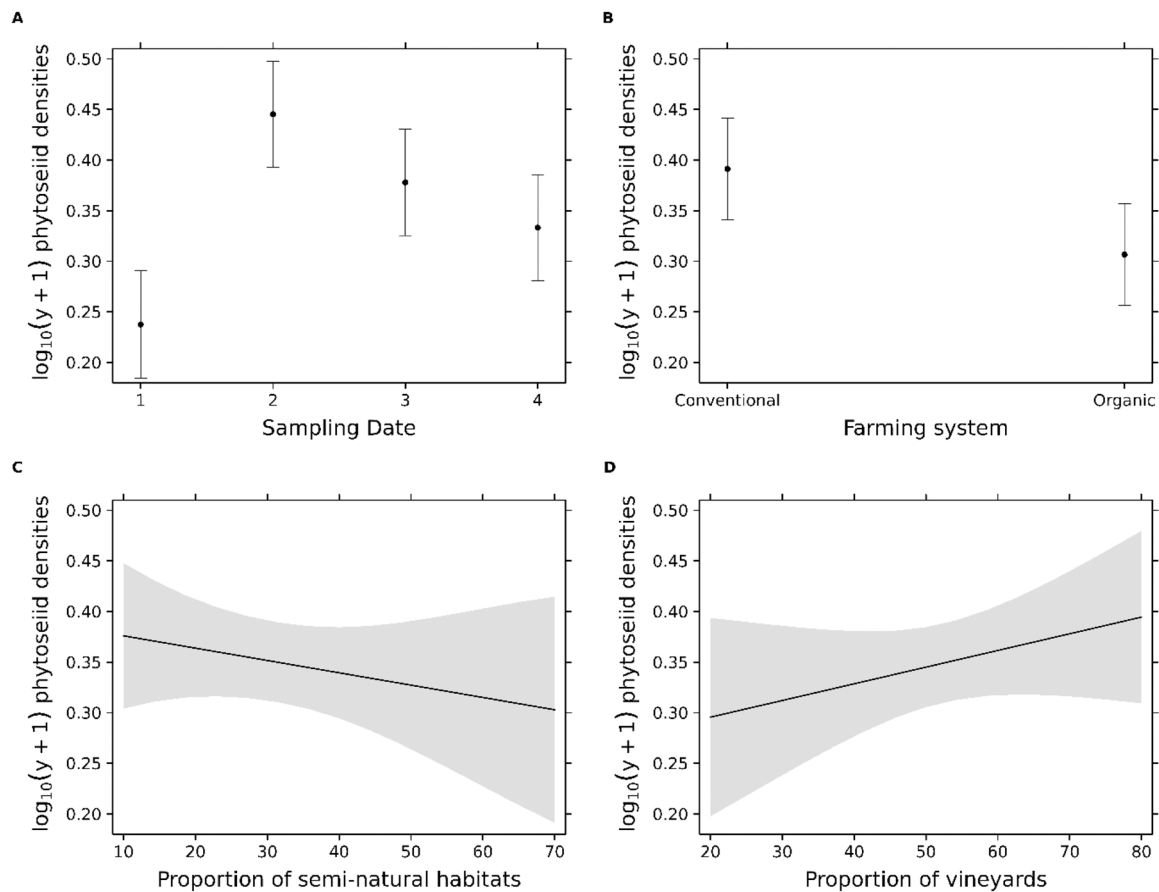 A
log10(y + 1) phytoseiid densities
0.50
0.45
0.40
0.35
0.30
0.25
0.20
1 2 3 4
Sampling Date
B
log10(y + 1) phytoseiid densities
0.50
0.45
0.40
0.35
0.30
0.25
0.20
Conventional Organic
Farming system
C
log10(y + 1) phytoseiid densities
0.50
0.45
0.40
0.35
0.30
0.25
0.20
10 20 30 40 50 60 70
Proportion of semi-natural habitats
D
log10(y + 1) phytoseiid densities
0.50
0.45
0.40
0.35
0.30
0.25
0.20
20 30 40 50 60 70 80
Proportion of vineyards